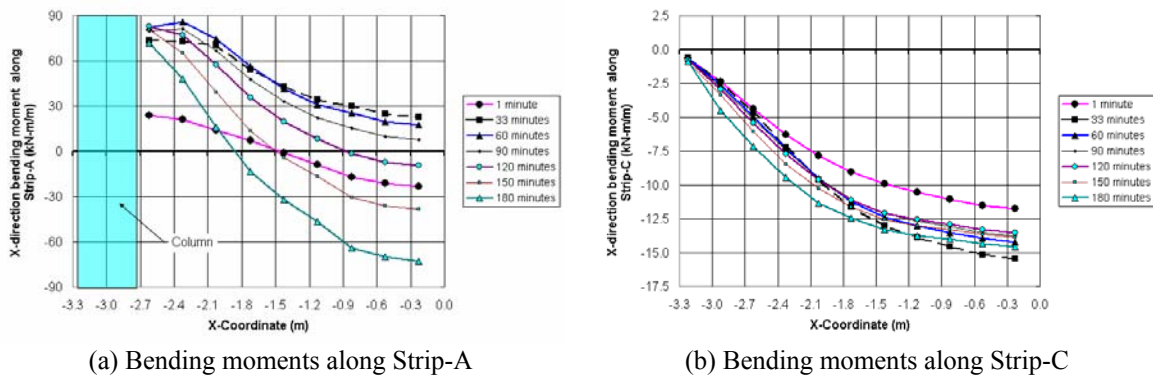 X-direction bending moment along
Strip-A (kN-m/m)
90
60
30
0
-30
-60
-90
Column
-3.3 -3.0 -2.7 -2.4 -2.1 -1.8 -1.5 -1.2 -0.9 -0.6 -0.3 0.0
X-Coordinate (m)
1 minute
33 minutes
60 minutes
90 minutes
120 minutes
150 minutes
180 minutes
(a) Bending moments along Strip-A
X-direction bending moment along
Strip-C (kN-m/m)
2.5
0.0
-2.5
-5.0
-7.5
-10.0
-12.5
-15.0
-17.5
-3.3 -3.0 -2.7 -2.4 -2.1 -1.8 -1.5 -1.2 -0.9 -0.6 -0.3 0.0
X-Coordinate (m)
1 minute
33 minutes
60 minutes
90 minutes
120 minutes
150 minutes
180 minutes
(b) Bending moments along Strip-C